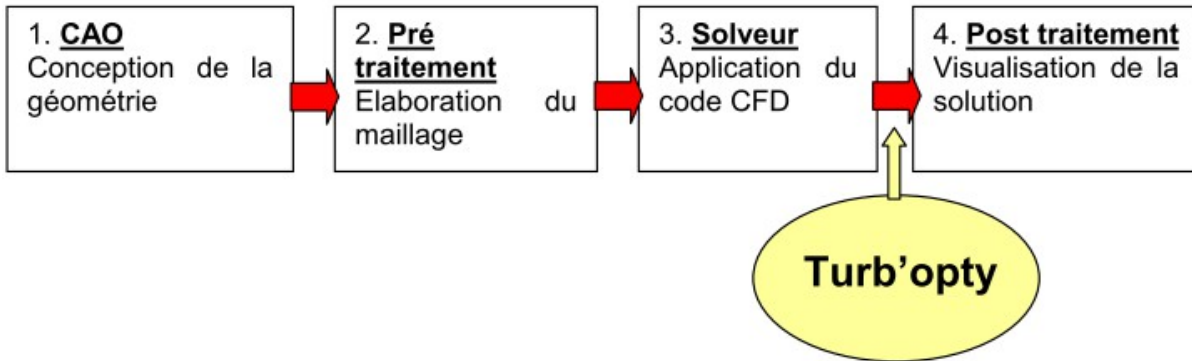 1. CAO
Conception de la
géométrie
2. Pré
traitement
Elaboration du
maillage
3. Solveur
Application du
code CFD
4. Post traitement
Visualisation de la
solution
Turb’opty